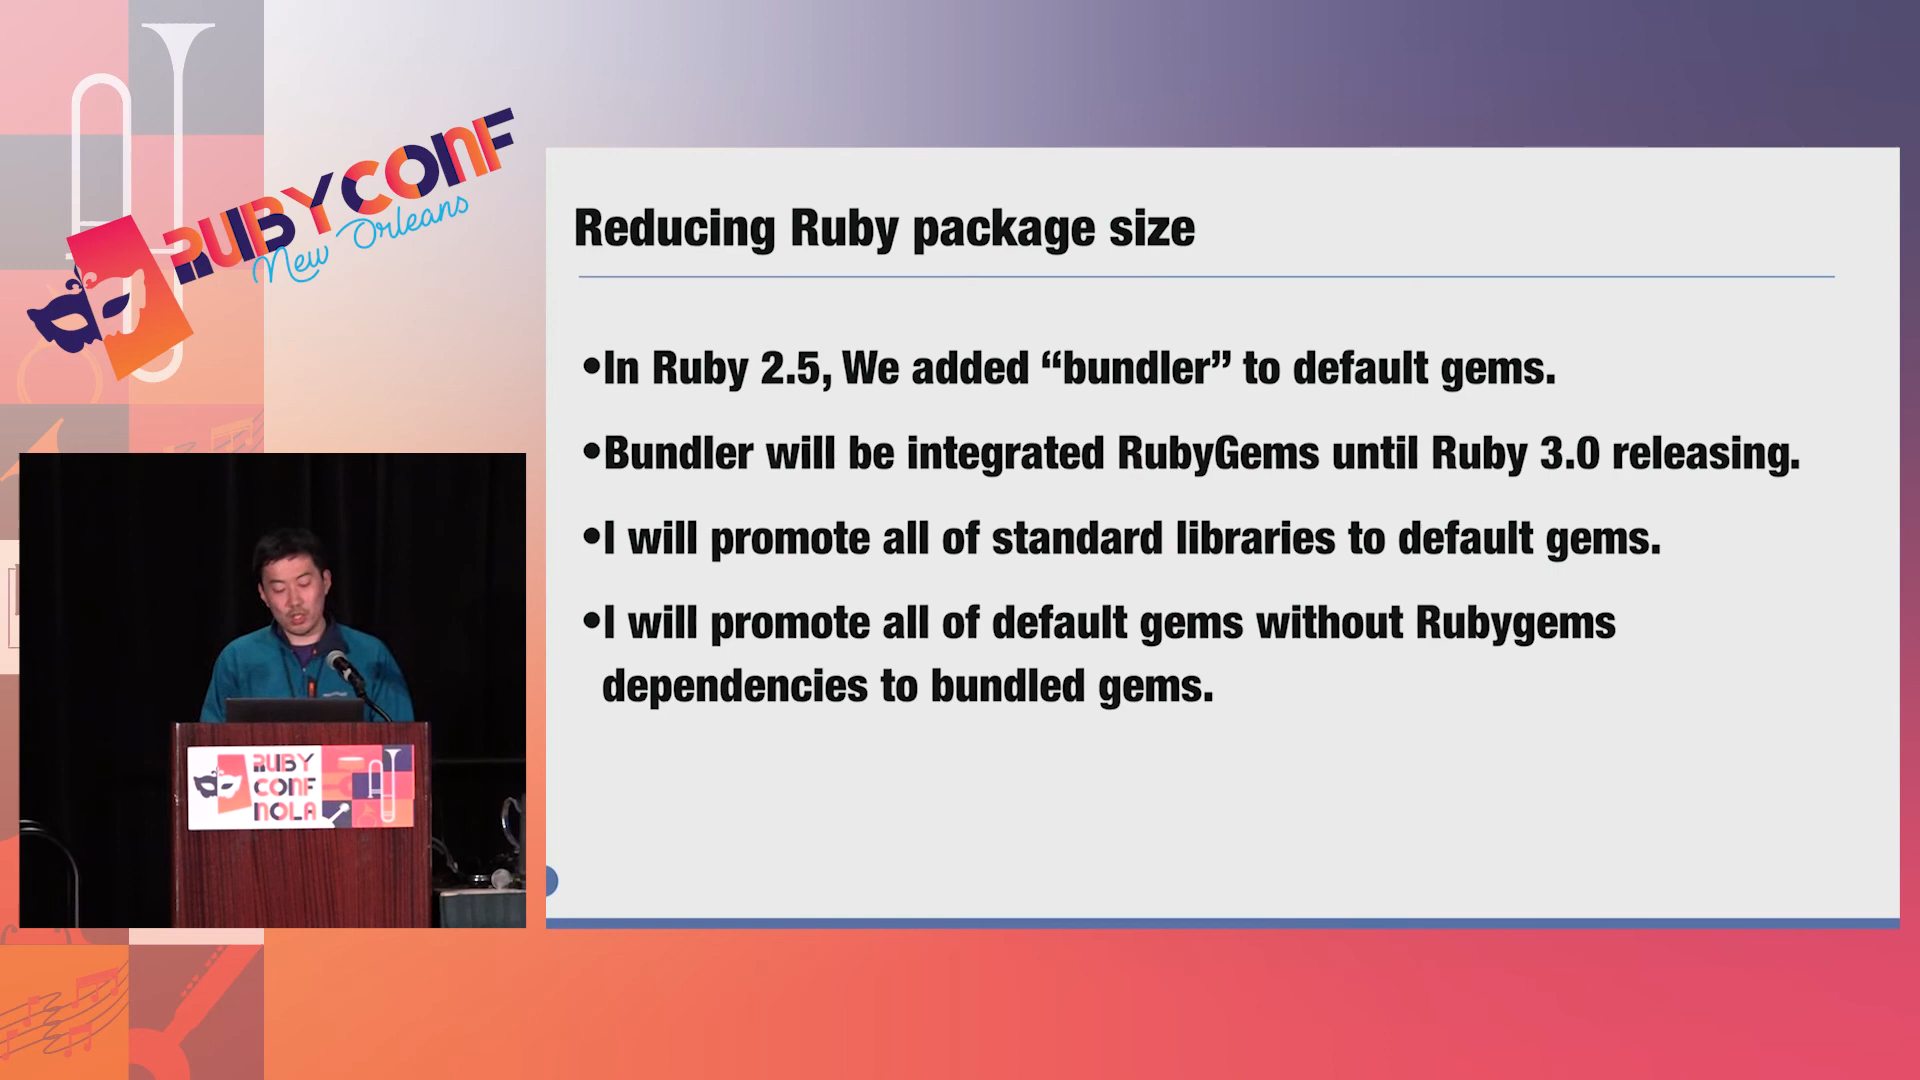 RUBYCONF
New Orleans
Reducing Ruby package size
•In Ruby 2.5, We added “bundler” to default gems.
•Bundler will be integrated RubyGems until Ruby 3.0 releasing.
•I will promote all of standard libraries to default gems.
•I will promote all of default gems without Rubygems
dependencies to bundled gems.
RUBY
CONF
NOLA